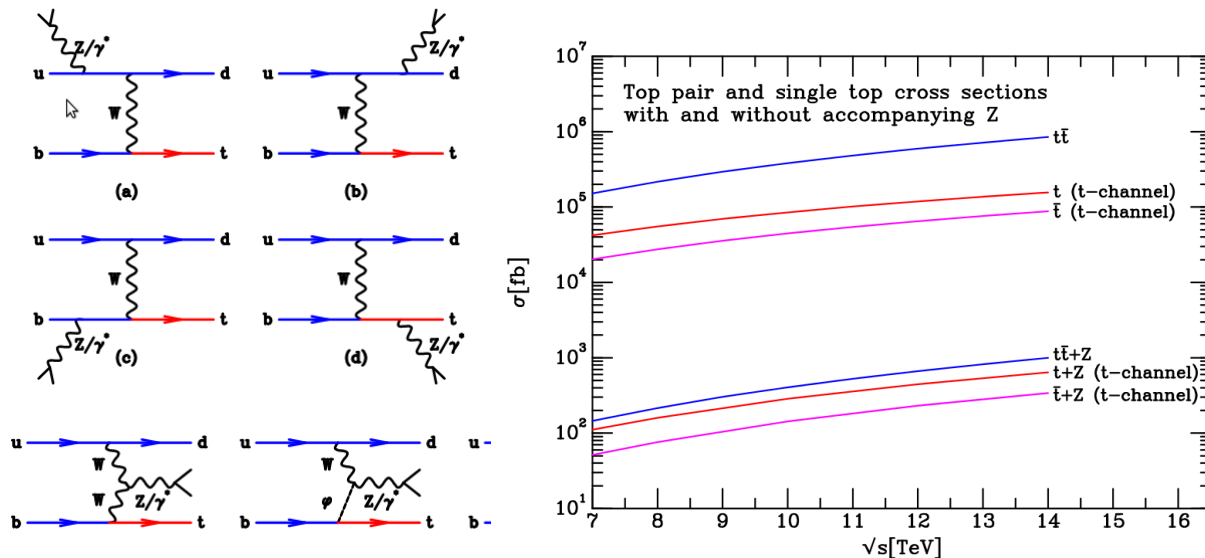 Z/γ*
u
d
W
b
t
(a)
Z/γ*
u
d
W
b
t
(b)
u
d
W
b
t
Z/γ*
(c)
u
d
W
b
t
Z/γ*
(d)
u
d
W
W
Z/γ*
b
t
u
d
W
φ
Z/γ*
b
t
Top pair and single top cross sections
with and without accompanying Z
10⁷
10⁶
10⁵
10⁴
10³
10²
10¹
σ[fb]
tt̄
t (t-channel)
t̄ (t-channel)
tt̄+Z
t+Z (t-channel)
t̄+Z (t-channel)
7 8 9 10 11 12 13 14 15 16
√s[TeV]